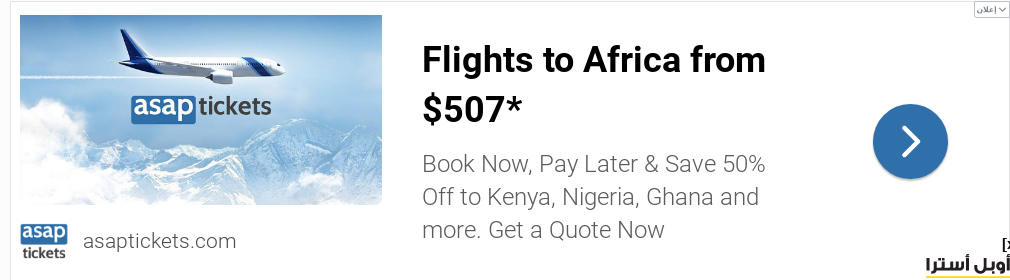 إعلان
asap tickets
Flights to Africa from
$507*
Book Now, Pay Later & Save 50%
Off to Kenya, Nigeria, Ghana and
more. Get a Quote Now
asap
tickets
asaptickets.com
أوبل أسترا